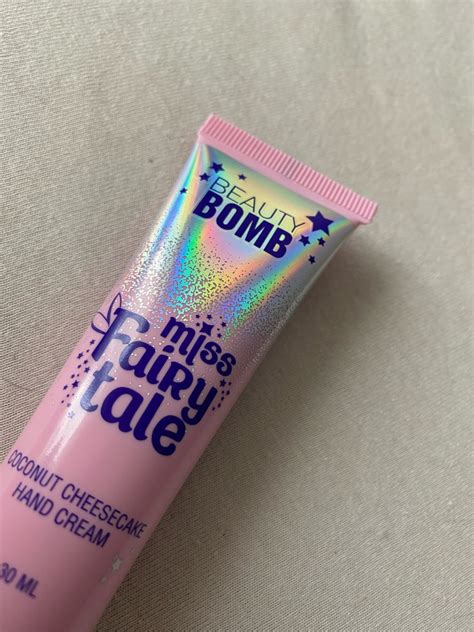 BEAUTY
BOMB
miss
Fairy
tale
COCONUT CHEESECAKE
HAND CREAM
30 ML